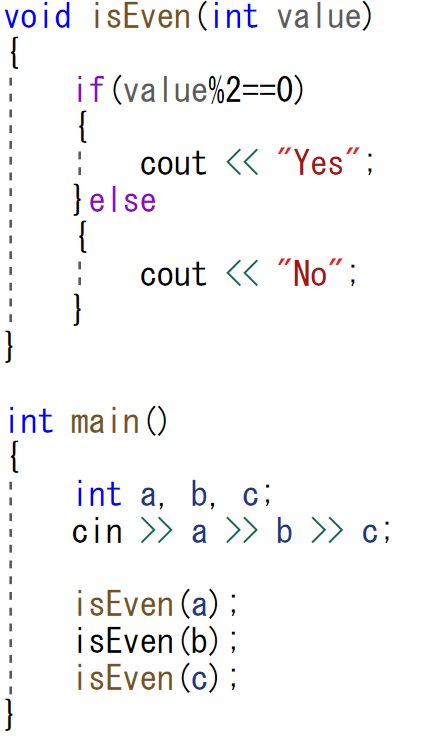 void isEven(int value)
{
    if(value%2==0)
    {
        cout << "Yes";
    }else
    {
        cout << "No";
    }
}

int main()
{
    int a, b, c;
    cin >> a >> b >> c;

    isEven(a);
    isEven(b);
    isEven(c);
}